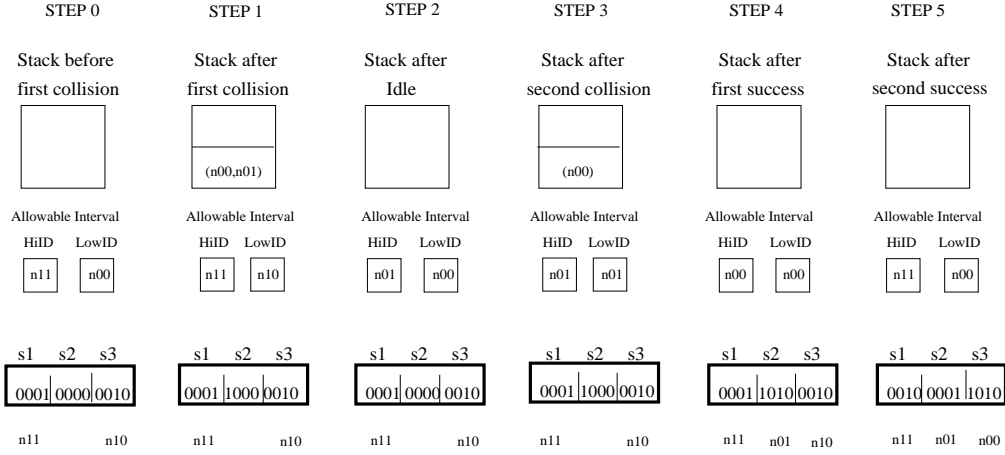 STEP 0 STEP 1 STEP 2 STEP 3 STEP 4 STEP 5
Stack before Stack after Stack after Stack after Stack after Stack after
first collision first collision Idle second collision first success second success
(n00,n01) (n00)
Allowable Interval Allowable Interval Allowable Interval Allowable Interval Allowable Interval Allowable Interval
HiID LowID HiID LowID HiID LowID HiID LowID HiID LowID HiID LowID
n11 n00 n11 n10 n01 n00 n01 n01 n00 n00 n11 n00
s1 s2 s3 s1 s2 s3 s1 s2 s3 s1 s2 s3 s1 s2 s3 s1 s2 s3
0001 0000 0010 0001 1000 0010 0001 0000 0010 0001 1000 0010 0001 1010 0010 0010 0001 1010
n11 n10 n11 n10 n11 n10 n11 n10 n11 n01 n10 n11 n01 n00